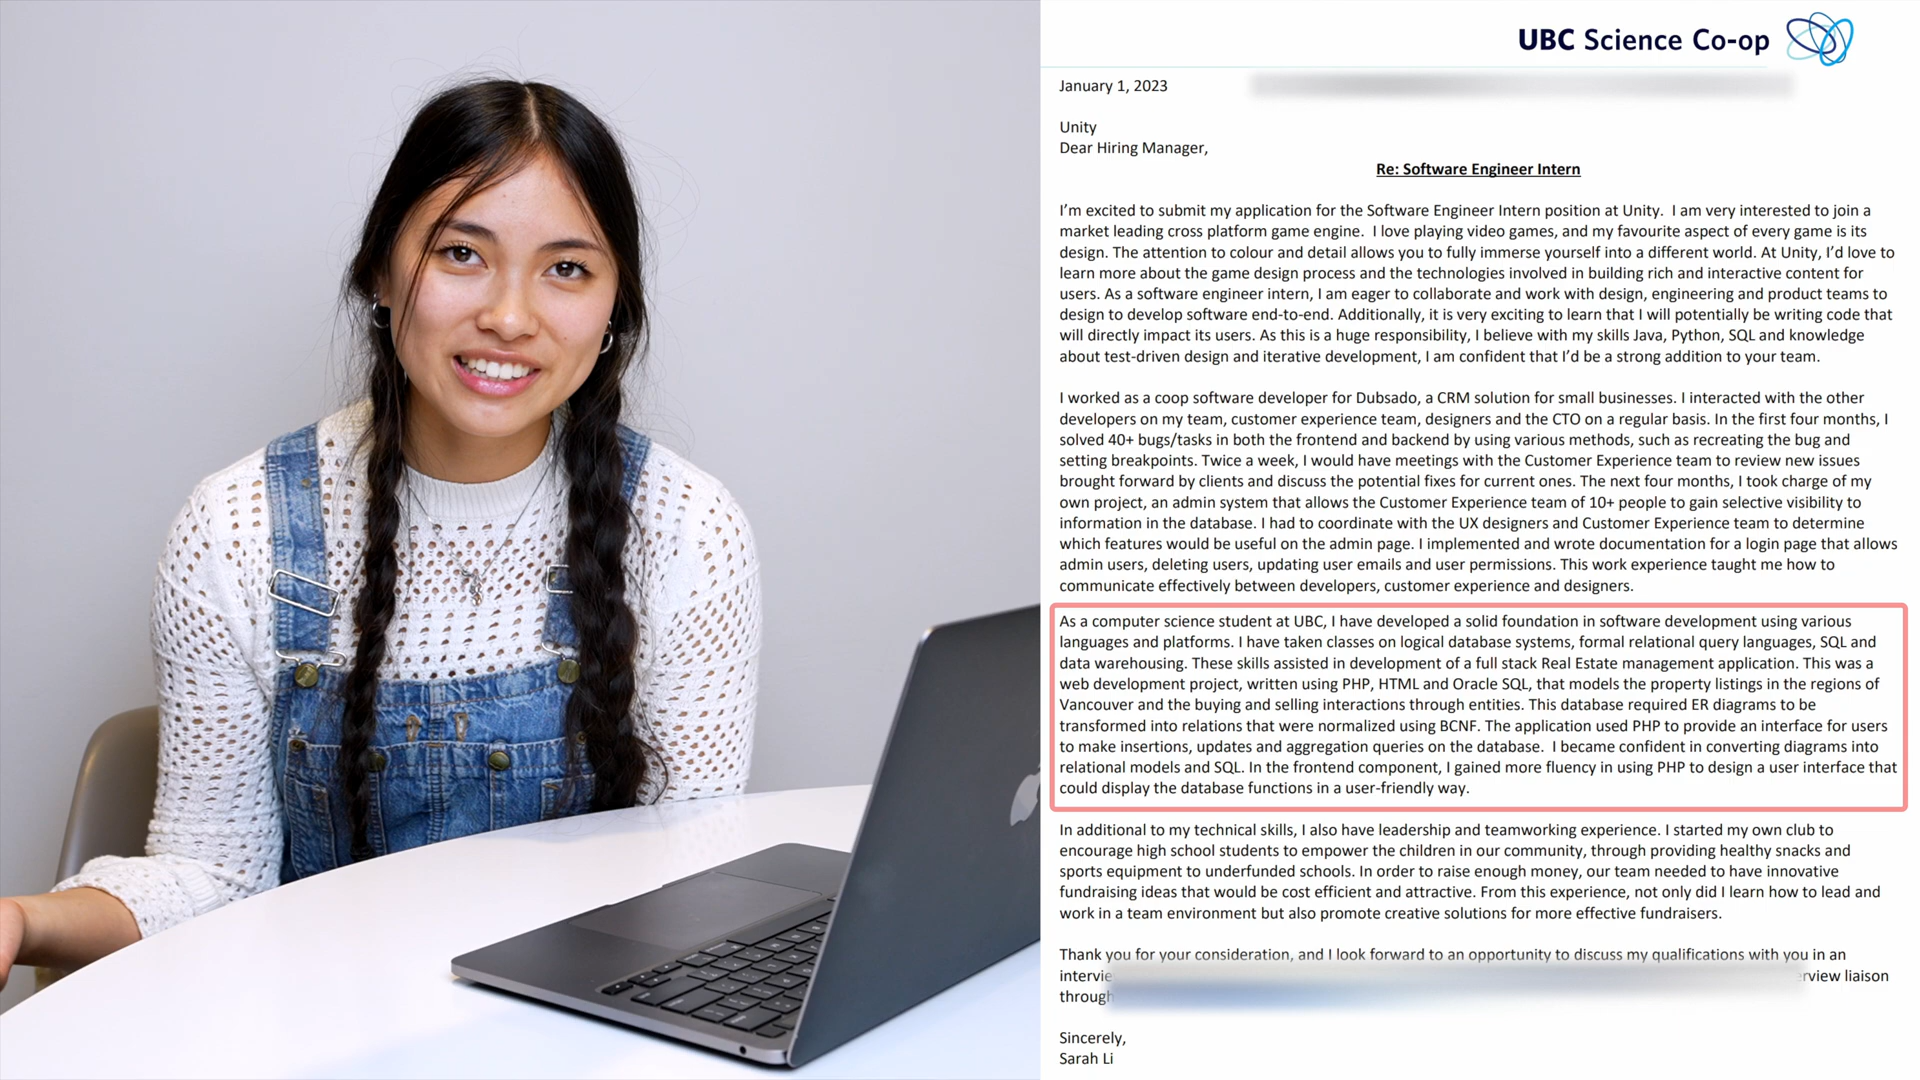 UBC Science Co-op
January 1, 2023
Unity
Dear Hiring Manager,
Re: Software Engineer Intern
I'm excited to submit my application for the Software Engineer Intern position at Unity.  I am very interested to join a
market leading cross platform game engine.  I love playing video games, and my favourite aspect of every game is its
design. The attention to colour and detail allows you to fully immerse yourself into a different world. At Unity, I'd love to
learn more about the game design process and the technologies involved in building rich and interactive content for
users. As a software engineer intern, I am eager to collaborate and work with design, engineering and product teams to
design to develop software end-to-end. Additionally, it is very exciting to learn that I will potentially be writing code that
will directly impact its users. As this is a huge responsibility, I believe with my skills Java, Python, SQL and knowledge
about test-driven design and iterative development, I am confident that I'd be a strong addition to your team.
I worked as a coop software developer for Dubsado, a CRM solution for small businesses. I interacted with the other
developers on my team, customer experience team, designers and the CTO on a regular basis. In the first four months, I
solved 40+ bugs/tasks in both the frontend and backend by using various methods, such as recreating the bug and
setting breakpoints. Twice a week, I would have meetings with the Customer Experience team to review new issues
brought forward by clients and discuss the potential fixes for current ones. The next four months, I took charge of my
own project, an admin system that allows the Customer Experience team of 10+ people to gain selective visibility to
information in the database. I had to coordinate with the UX designers and Customer Experience team to determine
which features would be useful on the admin page. I implemented and wrote documentation for a login page that allows
admin users, deleting users, updating user emails and user permissions. This work experience taught me how to
communicate effectively between developers, customer experience and designers.
As a computer science student at UBC, I have developed a solid foundation in software development using various
languages and platforms. I have taken classes on logical database systems, formal relational query languages, SQL and
data warehousing. These skills assisted in development of a full stack Real Estate management application. This was a
web development project, written using PHP, HTML and Oracle SQL, that models the property listings in the regions of
Vancouver and the buying and selling interactions through entities. This database required ER diagrams to be
transformed into relations that were normalized using BCNF. The application used PHP to provide an interface for users
to make insertions, updates and aggregation queries on the database.  I became confident in converting diagrams into
relational models and SQL. In the frontend component, I gained more fluency in using PHP to design a user interface that
could display the database functions in a user-friendly way.
In additional to my technical skills, I also have leadership and teamworking experience. I started my own club to
encourage high school students to empower the children in our community, through providing healthy snacks and
sports equipment to underfunded schools. In order to raise enough money, our team needed to have innovative
fundraising ideas that would be cost efficient and attractive. From this experience, not only did I learn how to lead and
work in a team environment but also promote creative solutions for more effective fundraisers.
Thank you for your consideration, and I look forward to an opportunity to discuss my qualifications with you in an
liaison
through
Sincerely,
Sarah Li